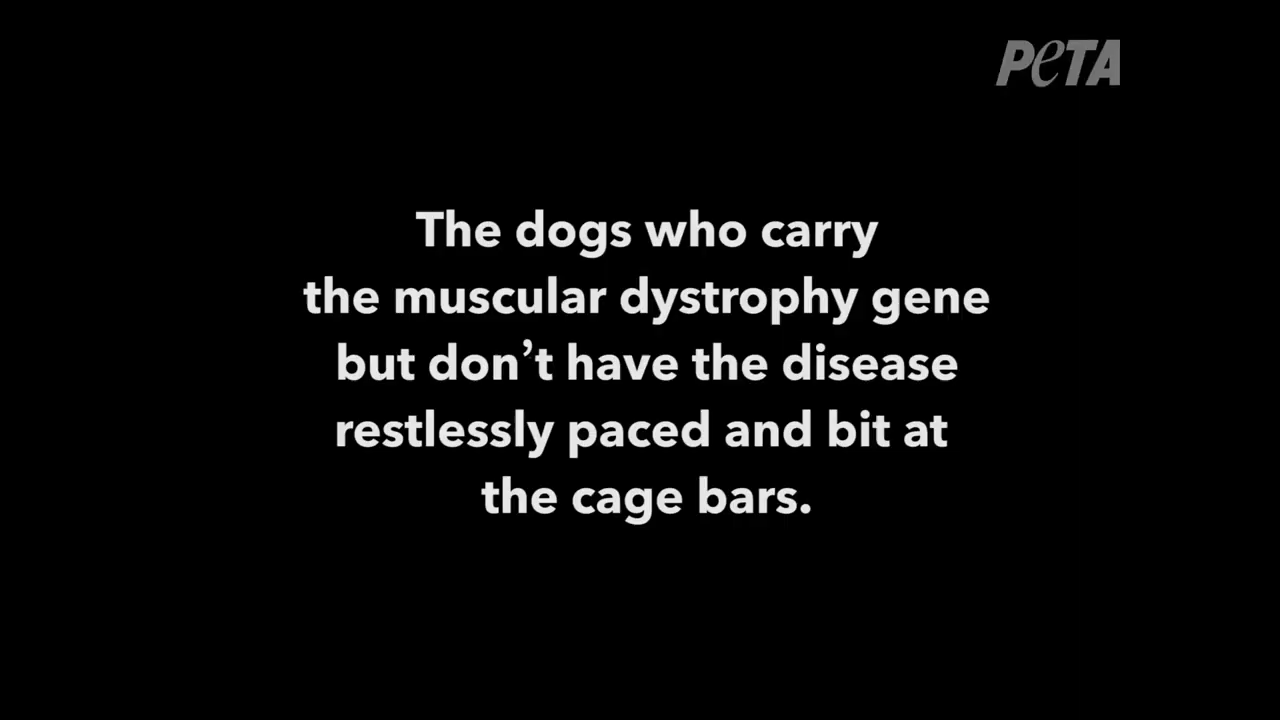 PETA
The dogs who carry
the muscular dystrophy gene
but don’t have the disease
restlessly paced and bit at
the cage bars.